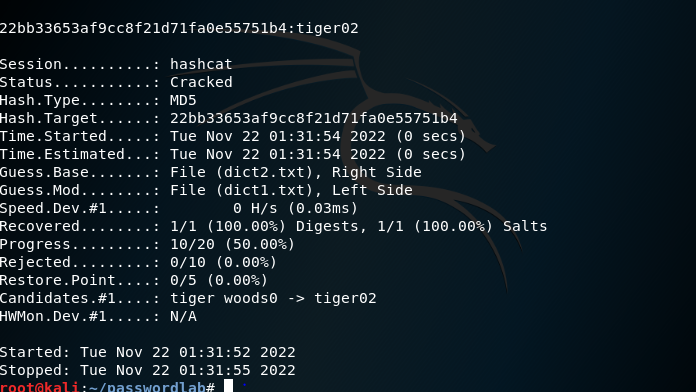 22bb33653af9cc8f21d71fa0e55751b4:tiger02
Session..........: hashcat
Status...........: Cracked
Hash.Type........: MD5
Hash.Target......: 22bb33653af9cc8f21d71fa0e55751b4
Time.Started.....: Tue Nov 22 01:31:54 2022 (0 secs)
Time.Estimated...: Tue Nov 22 01:31:54 2022 (0 secs)
Guess.Base.......: File (dict2.txt), Right Side
Guess.Mod........: File (dict1.txt), Left Side
Speed.Dev.#1.....:        0 H/s (0.03ms)
Recovered........: 1/1 (100.00%) Digests, 1/1 (100.00%) Salts
Progress.........: 10/20 (50.00%)
Rejected.........: 0/10 (0.00%)
Restore.Point....: 0/5 (0.00%)
Candidates.#1....: tiger woods0 -> tiger02
HWMon.Dev.#1.....: N/A
Started: Tue Nov 22 01:31:52 2022
Stopped: Tue Nov 22 01:31:55 2022
root@kali:~/passwordlab#